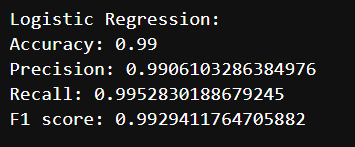 Logistic Regression:
Accuracy: 0.99
Precision: 0.9906103286384976
Recall: 0.9952830188679245
F1 score: 0.9929411764705882